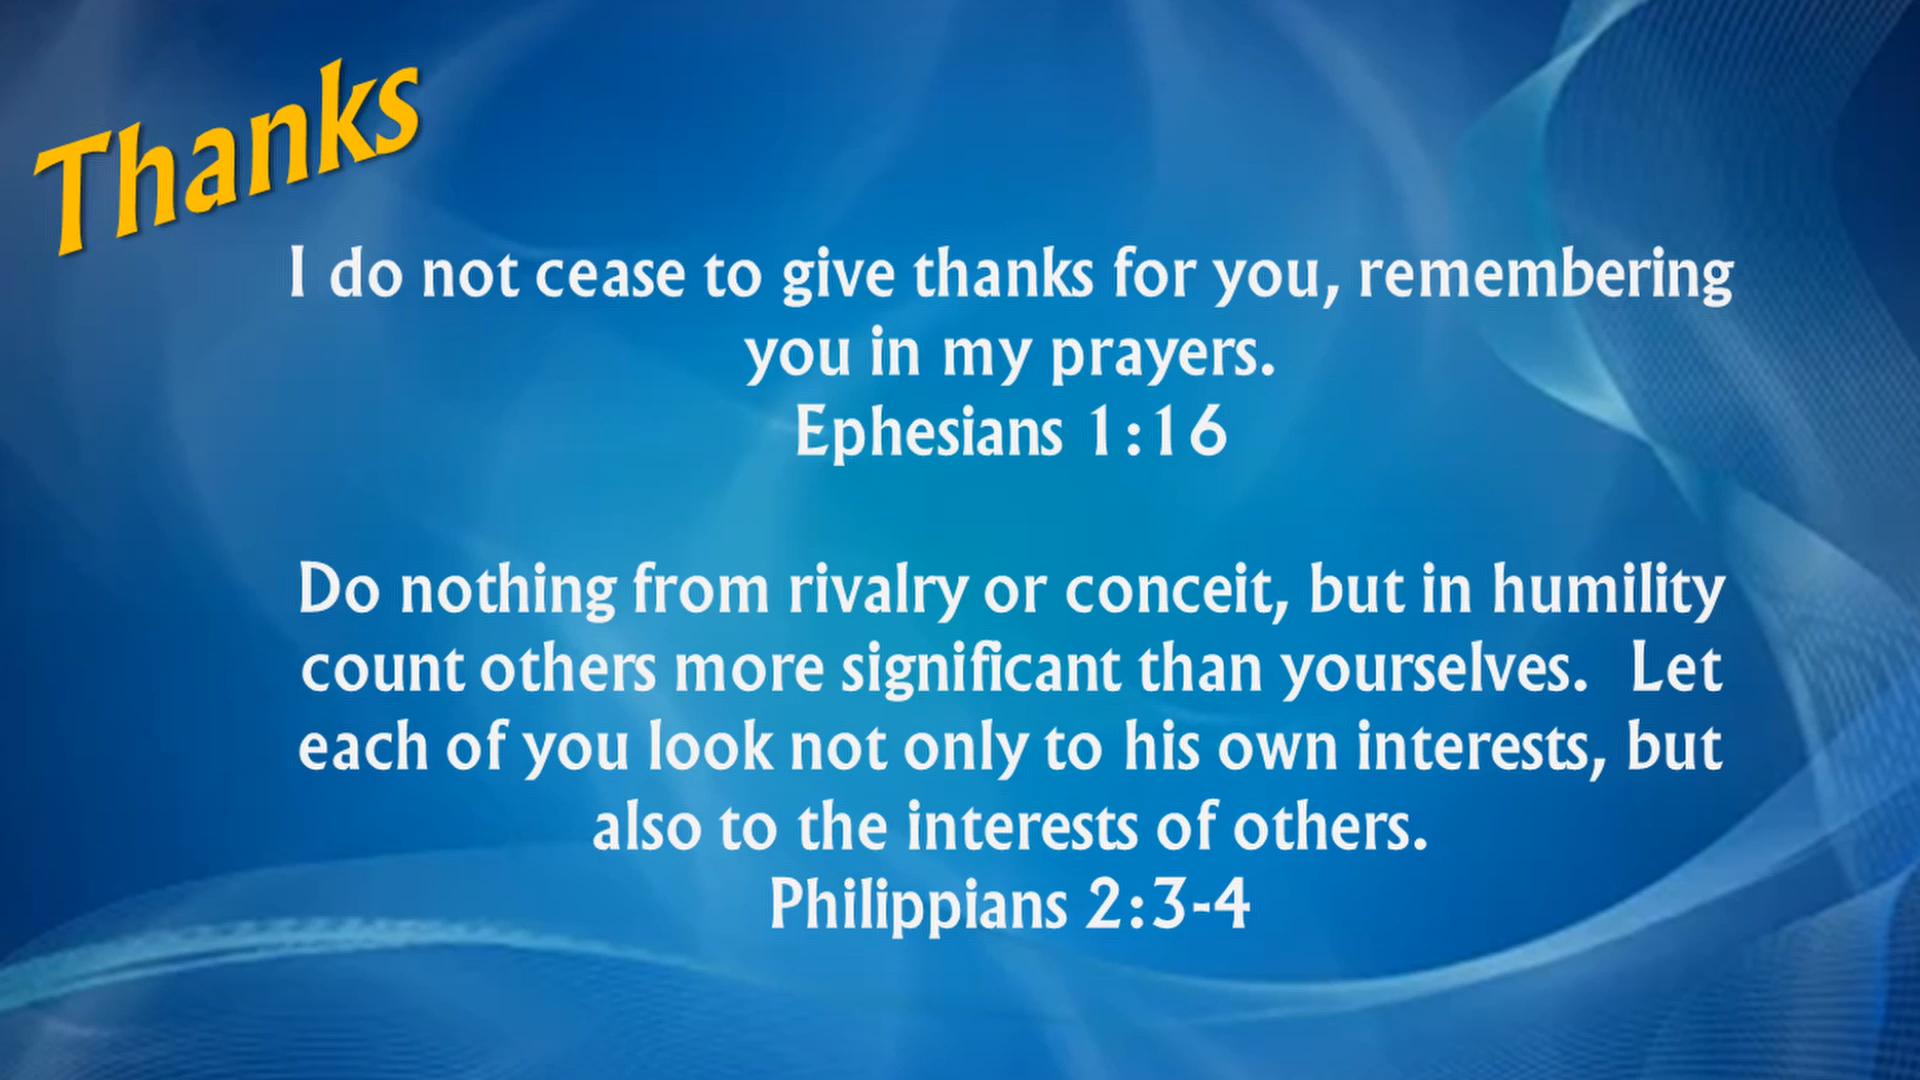 Thanks
I do not cease to give thanks for you, remembering
you in my prayers.
Ephesians 1:16
Do nothing from rivalry or conceit, but in humility
count others more significant than yourselves.  Let
each of you look not only to his own interests, but
also to the interests of others.
Philippians 2:3-4